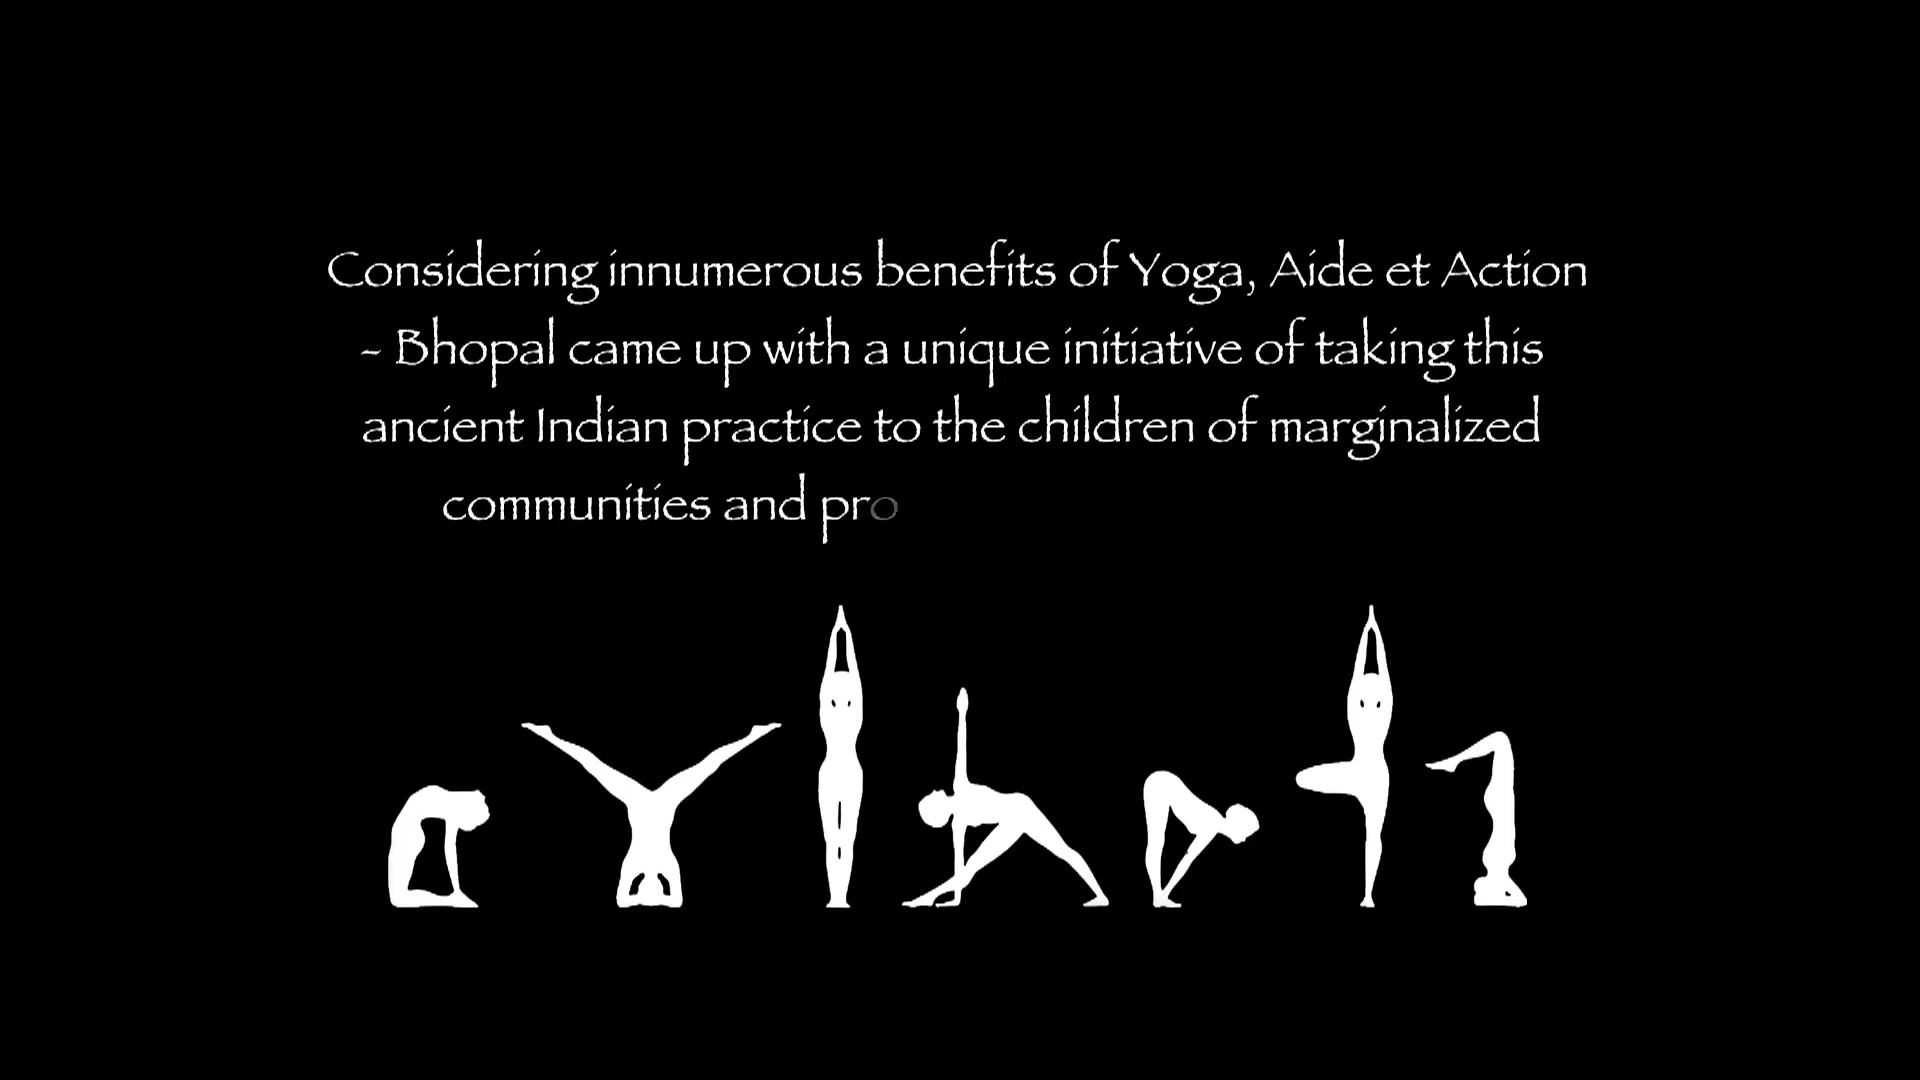 Considering innumerous benefits of Yoga, Aide et Action
- Bhopal came up with a unique initiative of taking this
ancient Indian practice to the children of marginalized
communities and pro